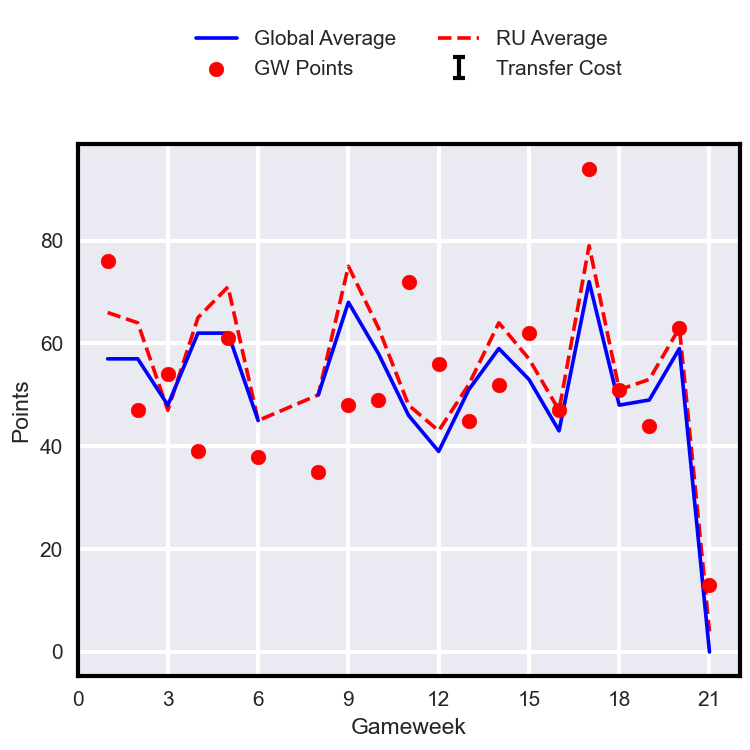 Global Average
RU Average
GW Points
Transfer Cost
Points
80
60
40
20
0
0 3 6 9 12 15 18 21
Gameweek